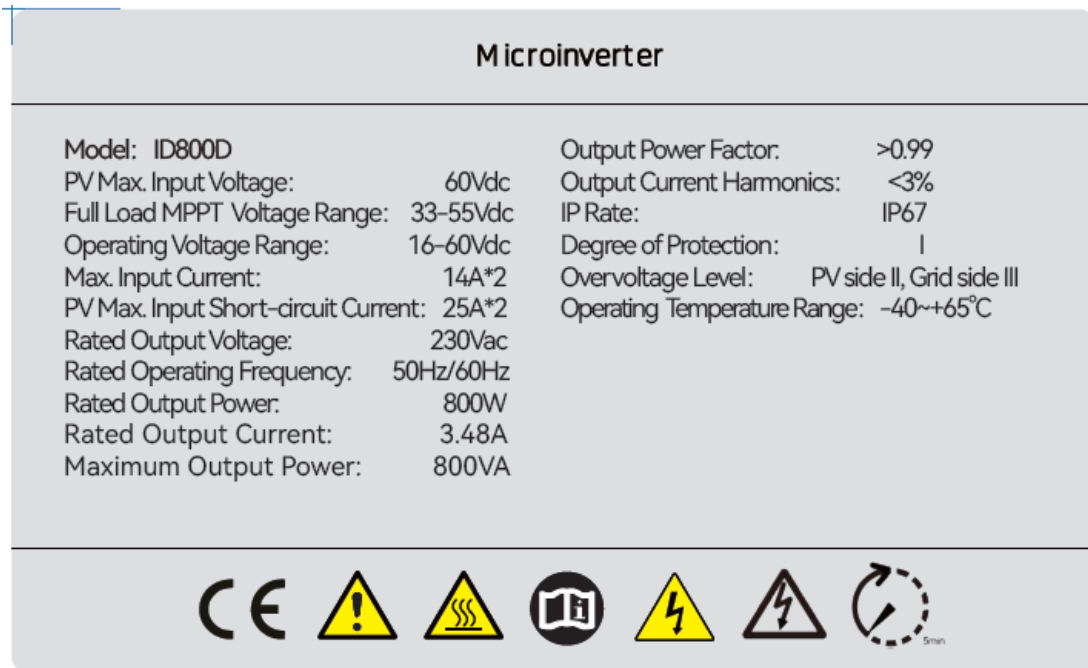 Microinverter
Model: ID800D
PV Max. Input Voltage: 60Vdc
Full Load MPPT Voltage Range: 33-55Vdc
Operating Voltage Range: 16-60Vdc
Max. Input Current: 14A*2
PV Max. Input Short-circuit Current: 25A*2
Rated Output Voltage: 230Vac
Rated Operating Frequency: 50Hz/60Hz
Rated Output Power: 800W
Rated Output Current: 3.48A
Maximum Output Power: 800VA
Output Power Factor: >0.99
Output Current Harmonics: <3%
IP Rate: IP67
Degree of Protection: I
Overvoltage Level: PV side II, Grid side III
Operating Temperature Range: -40~+65°C
CE
5min